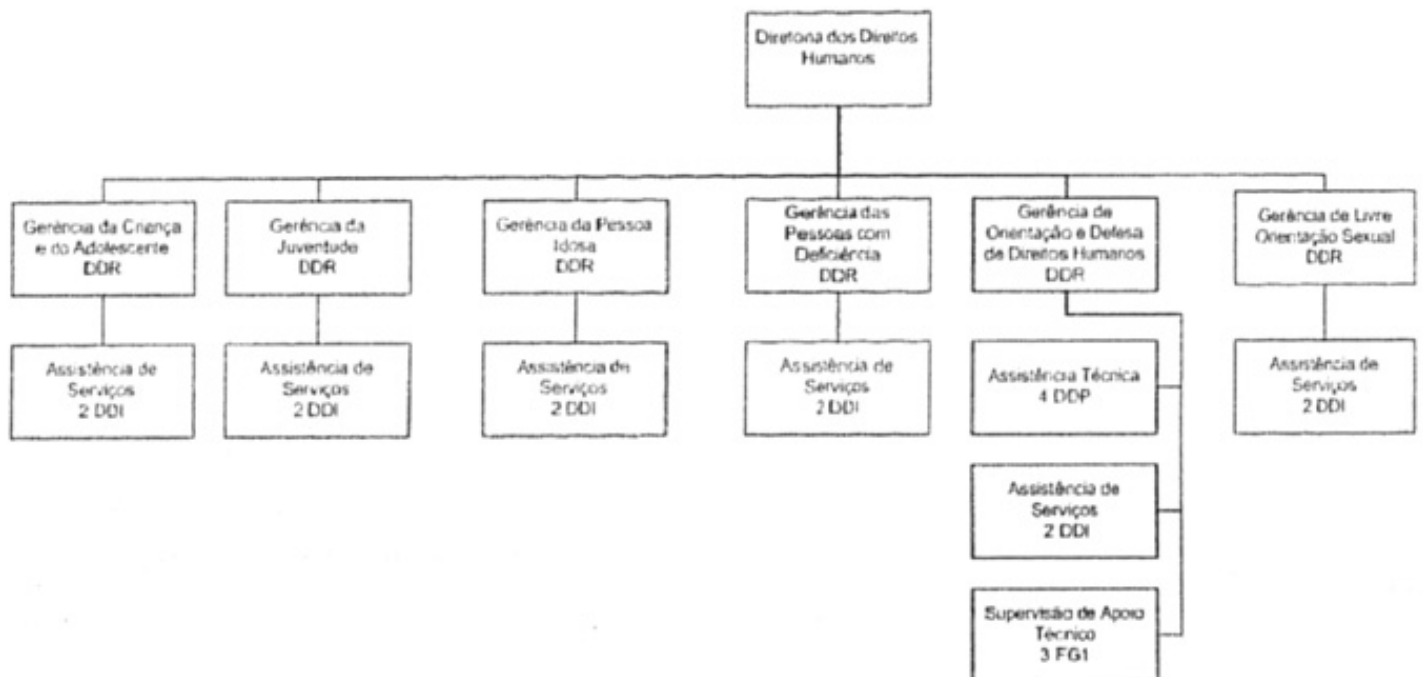 Diretoria dos Direitos
Humanos
Gerência da Criança
e do Adolescente
DDR
Gerência da
Juventude
DDR
Gerência da Pessoa
Idosa
DDR
Gerência das
Pessoas com
Deficiência
DDR
Gerência de
Orientação e Defesa
de Direitos Humanos
DDR
Gerência de Livre
Orientação Sexual
DDR
Assistência de
Serviços
2 DDI
Assistência de
Serviços
2 DDI
Assistência de
Serviços
2 DDI
Assistência de
Serviços
2 DDI
Assistência Técnica
4 DDP
Assistência de
Serviços
2 DDI
Assistência de
Serviços
2 DDI
Supervisão de Apoio
Técnico
3 FG1